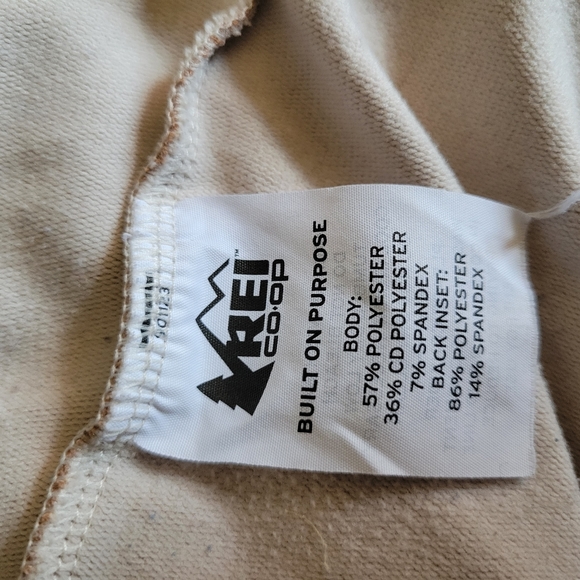 REI™
CO·OP
BUILT ON PURPOSE
BODY:
57% POLYESTER
36% CD POLYESTER
7% SPANDEX
BACK INSET:
86% POLYESTER
14% SPANDEX